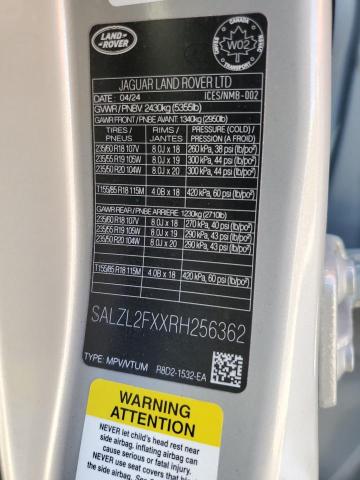 LAND-
ROVER
CANADA
W02
TRANSPORT
JAGUAR LAND ROVER LTD
DATE: 04/24 ICES/NMB-002
GVWR / PNBV 2430kg (5355lb)
GAWR FRONT / PNBE AVANT: 1340kg (2950lb)
TIRES / RIMS / PRESSURE (COLD) /
PNEUS JANTES PRESSION (À FROID)
235/60 R18 107V 8.0J x 18 260 kPa, 38 psi (lb/po²)
235/55 R19 105W 8.0J x 19 300 kPa, 44 psi (lb/po²)
235/50 R20 104W 8.0J x 20 300 kPa, 44 psi (lb/po²)
T155/85 R18 115M 4.0B x 18 420 kPa, 60 psi (lb/po²)
GAWR REAR / PNBE ARRIERE: 1230kg (2710lb)
235/60 R18 107V 8.0J x 18 270 kPa, 40 psi (lb/po²)
235/55 R19 105W 8.0J x 19 290 kPa, 43 psi (lb/po²)
235/50 R20 104W 8.0J x 20 290 kPa, 43 psi (lb/po²)
T155/85 R18 115M 4.0B x 18 420 kPa, 60 psi (lb/po²)
SALZL2FXXRH256362
TYPE: MPV/VTUM R8D2-1532-EA
WARNING
ATTENTION
NEVER let child's head rest near
side airbag, inflating airbag can
cause serious or fatal injury.
NEVER use seat covers that bl
the side airbag. See